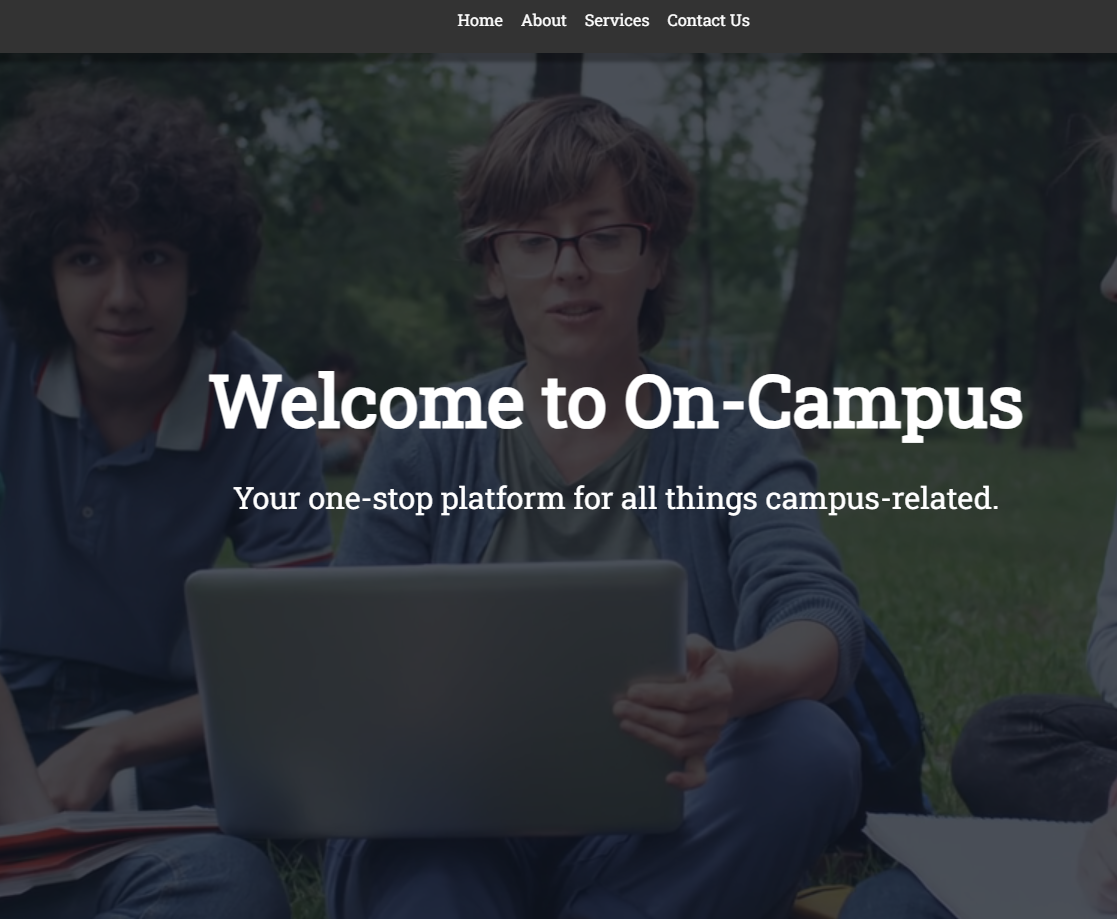 Home About Services Contact Us
Welcome to On-Campus
Your one-stop platform for all things campus-related.